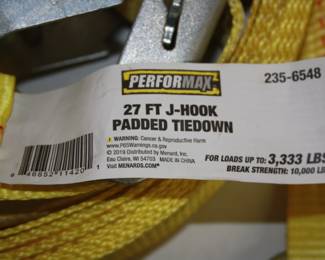 PERFORMAX
235-6548
27 FT J-HOOK
PADDED TIEDOWN
WARNING: Cancer & Reproductive Harm
www.P65Warnings.ca.gov
© 2019 Distributed by Menard, Inc.
Eau Claire, WI 54703 MADE IN CHINA
Visit MENARDS.COM®
FOR LOADS UP TO: 3,333 LBS
BREAK STRENGTH: 10,000 LB